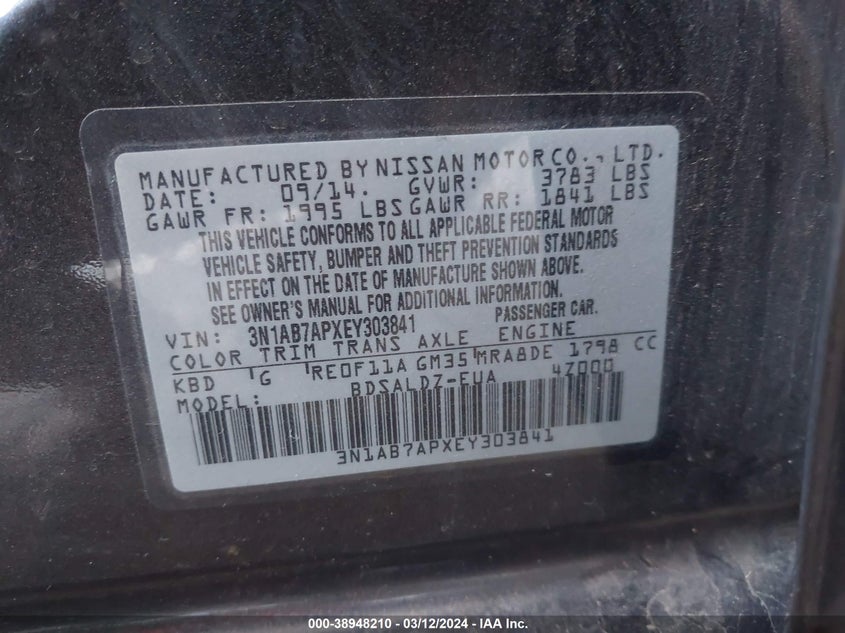 MANUFACTURED BY NISSAN MOTOR CO., LTD.
DATE: 09/14. GVWR: 3783 LBS
GAWR FR: 1995 LBS GAWR RR: 1841 LBS
THIS VEHICLE CONFORMS TO ALL APPLICABLE FEDERAL MOTOR
VEHICLE SAFETY, BUMPER AND THEFT PREVENTION STANDARDS
IN EFFECT ON THE DATE OF MANUFACTURE SHOWN ABOVE.
SEE OWNER'S MANUAL FOR ADDITIONAL INFORMATION.
VIN: 3N1AB7APXEY303841 PASSENGER CAR.
COLOR TRIM TRANS AXLE ENGINE
KBD G RE0F11A GM35 MRA8DE 1798 CC
MODEL: BDSALDZ-EUA 4Z000
3N1AB7APXEY303841
000-38948210 - 03/12/2024 - IAA Inc.